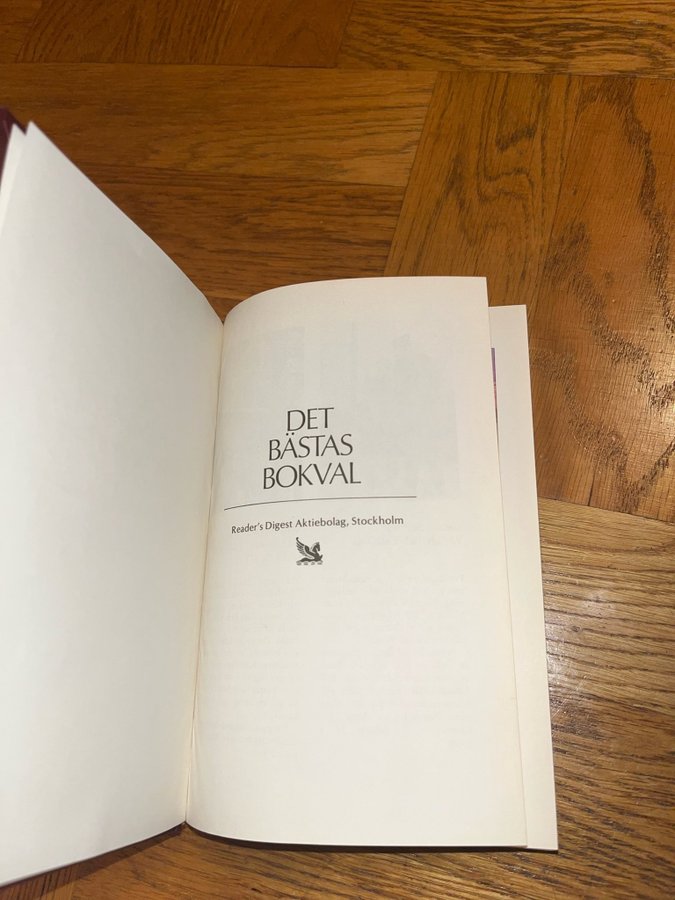 DET
BÄSTAS
BOKVAL
Reader's Digest Aktiebolag, Stockholm